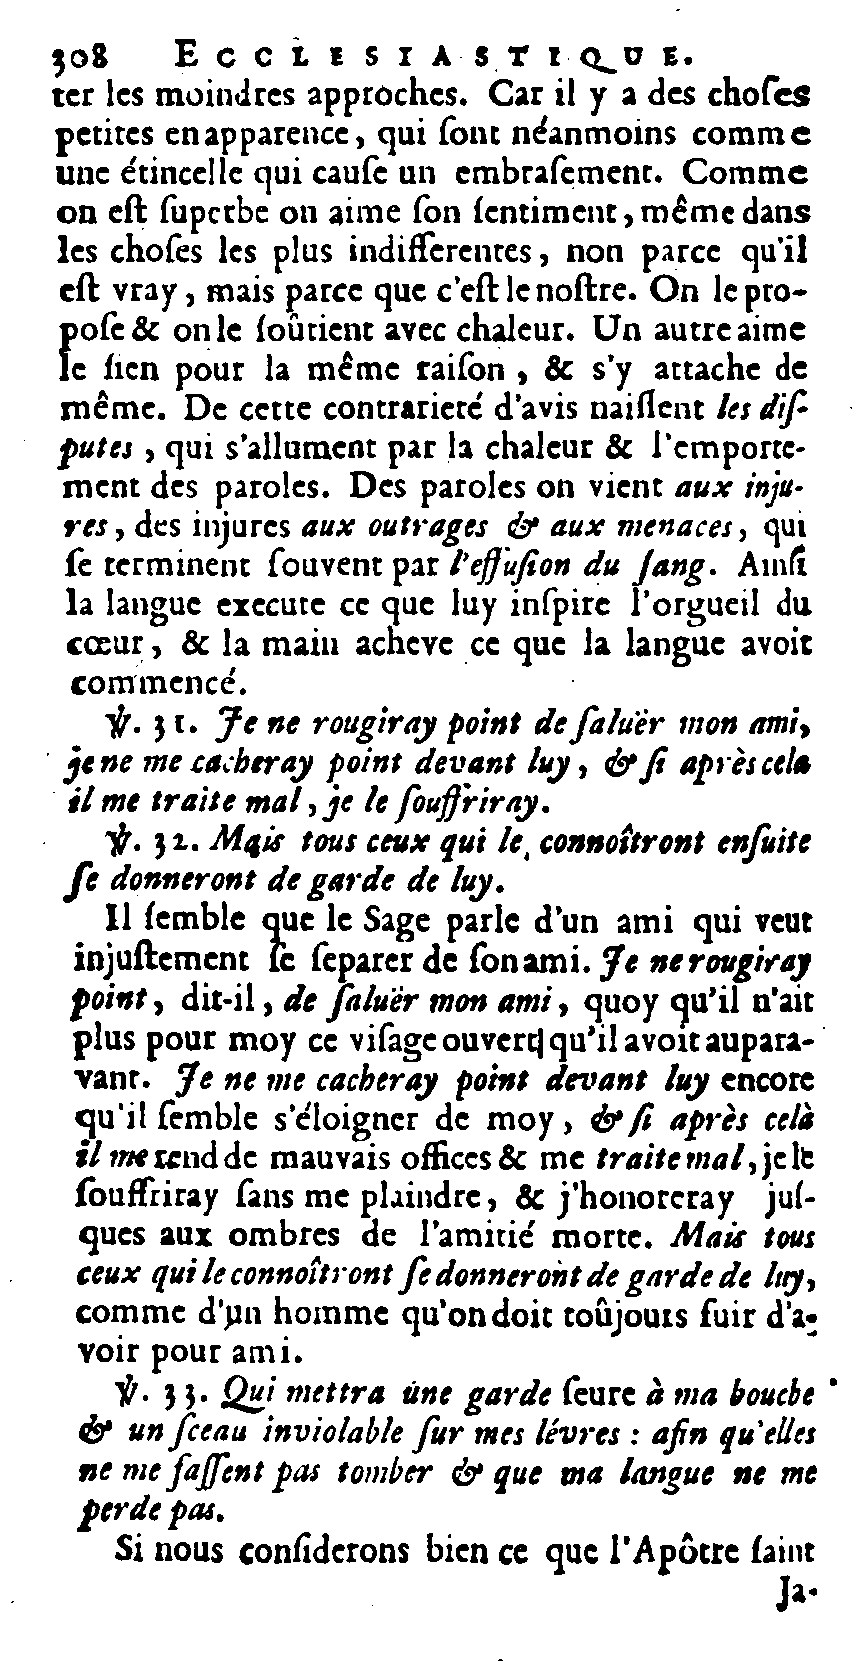 308 ECCLESIASTIQUE.
ter les moindres approches. Car il y a des choſes
petites en apparence, qui ſont néanmoins comme
une étincelle qui cauſe un embraſement. Comme
on eſt ſuperbe on aime ſon ſentiment, même dans
les choſes les plus indifferentes, non parce qu'il
eſt vray, mais parce que c'eſt le noſtre. On le pro-
poſe & on le ſoûtient avec chaleur. Un autre aime
le ſien pour la même raiſon, & s'y attache de
même. De cette contrarieté d'avis naiſſent les diſ-
putes, qui s'allument par la chaleur & l'emporte-
ment des paroles. Des paroles on vient aux inju-
res, des injures aux outrages & aux menaces, qui
ſe terminent ſouvent par l'effuſion du ſang. Ainſi
la langue execute ce que luy inſpire l'orgueil du
cœur, & la main acheve ce que la langue avoit
commencé.
℣. 31. Je ne rougiray point de ſaluër mon ami,
je ne me cacheray point devant luy, & ſi après cela
il me traite mal, je le ſouffriray.
℣. 32. Mais tous ceux qui le connoîtront enſuite
ſe donneront de garde de luy.
Il ſemble que le Sage parle d'un ami qui veut
injuſtement ſe ſeparer de ſon ami. Je ne rougiray
point, dit-il, de ſaluër mon ami, quoy qu'il n'ait
plus pour moy ce viſage ouvert qu'il avoit aupara-
vant. Je ne me cacheray point devant luy encore
qu'il ſemble s'éloigner de moy, & ſi après celà
il me rend de mauvais offices & me traite mal, je le
ſouffriray ſans me plaindre, & j'honoreray juſ-
ques aux ombres de l'amitié morte. Mais tous
ceux qui le connoîtront ſe donneront de garde de luy,
comme d'un homme qu'on doit toûjours fuir d'a-
voir pour ami.
℣. 33. Qui mettra une garde ſeure à ma bouche
& un ſceau inviolable ſur mes lévres : afin qu'elles
ne me faſſent pas tomber & que ma langue ne me
perde pas.
Si nous conſiderons bien ce que l'Apôtre ſaint
Ja-